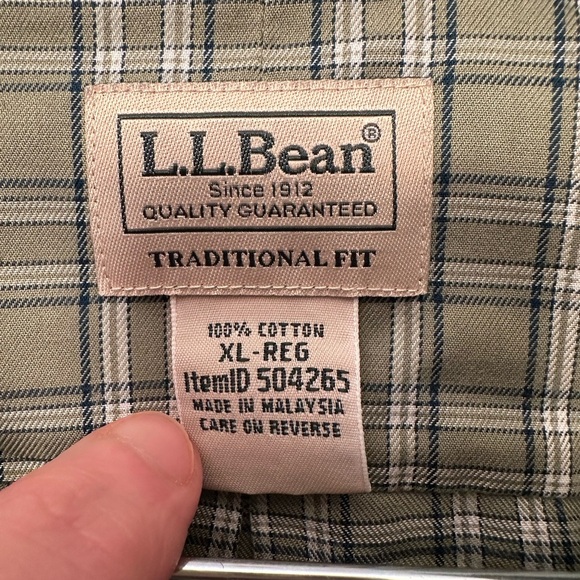 L.L.Bean®
Since 1912
QUALITY GUARANTEED
TRADITIONAL FIT
100% COTTON
XL-REG
ItemID 504265
MADE IN MALAYSIA
CARE ON REVERSE